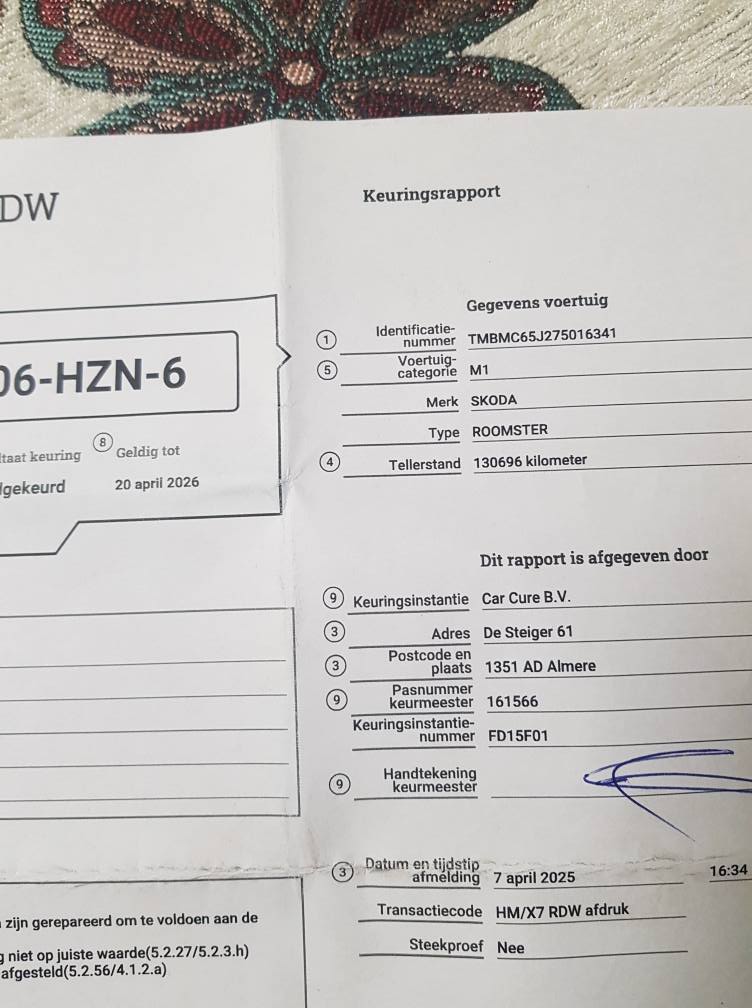 DW
Keuringsrapport
Gegevens voertuig
1 Identificatie-
nummer TMBMC65J275016341
5 Voertuig-
categorie M1
Merk SKODA
Type ROOMSTER
4 Tellerstand 130696 kilometer
06-HZN-6
taat keuring
8 Geldig tot
gekeurd 20 april 2026
Dit rapport is afgegeven door
9 Keuringsinstantie Car Cure B.V.
3 Adres De Steiger 61
3 Postcode en
plaats 1351 AD Almere
9 Pasnummer
keurmeester 161566
Keuringsinstantie-
nummer FD15F01
9 Handtekening
keurmeester
3 Datum en tijdstip
afmelding 7 april 2025 16:34
Transactiecode HM/X7 RDW afdruk
Steekproef Nee
zijn gerepareerd om te voldoen aan de
g niet op juiste waarde(5.2.27/5.2.3.h)
afgesteld(5.2.56/4.1.2.a)